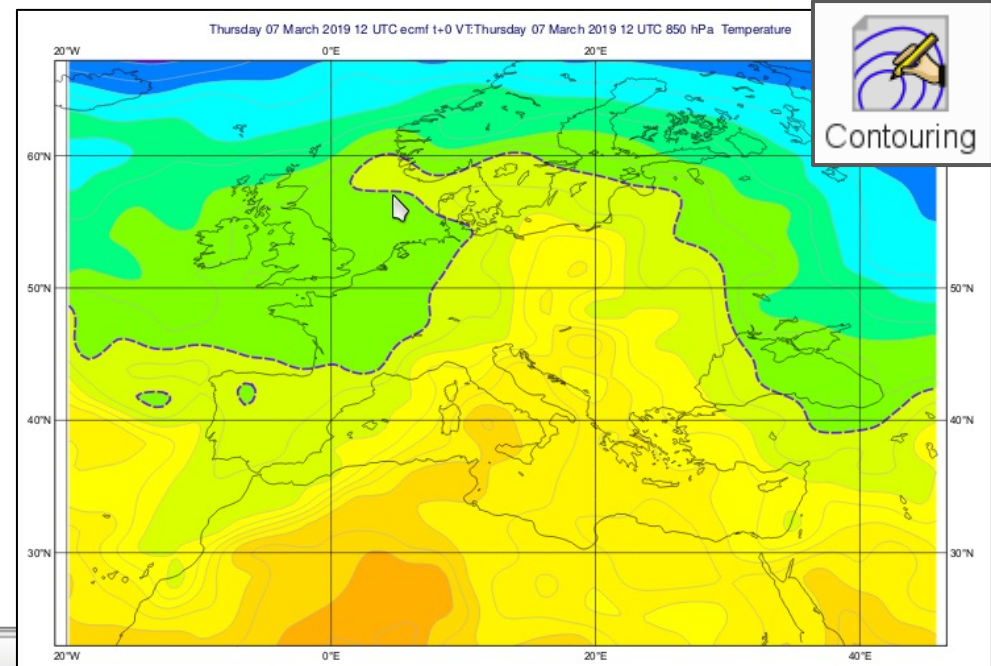 Thursday 07 March 2019 12 UTC ecmf t+0 VT:Thursday 07 March 2019 12 UTC 850 hPa Temperature
Contouring
20°W 0°E 20°E
60°N
50°N 50°N
40°N 40°N
30°N 30°N
20°W 0°E 20°E 40°E